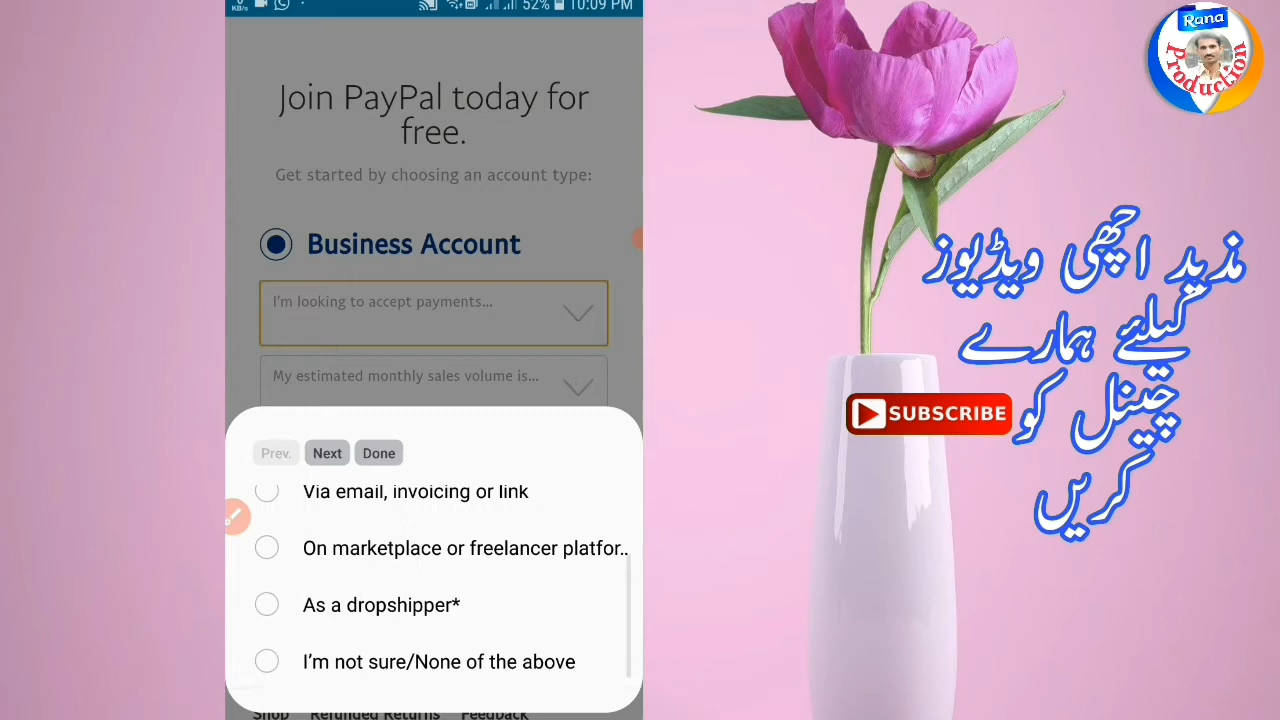 KB/s
52% 10:09 PM
Join PayPal today for
free.
Get started by choosing an account type:
Business Account
I'm looking to accept payments...
My estimated monthly sales volume is...
Prev. Next Done
Via email, invoicing or link
On marketplace or freelancer platfor..
As a dropshipper*
I'm not sure/None of the above
Shop Refunded Returns Feedback
Rana
Production
مذید اچھی ویڈیوز
کیلئے ہمارے
چینل کو
SUBSCRIBE
کریں